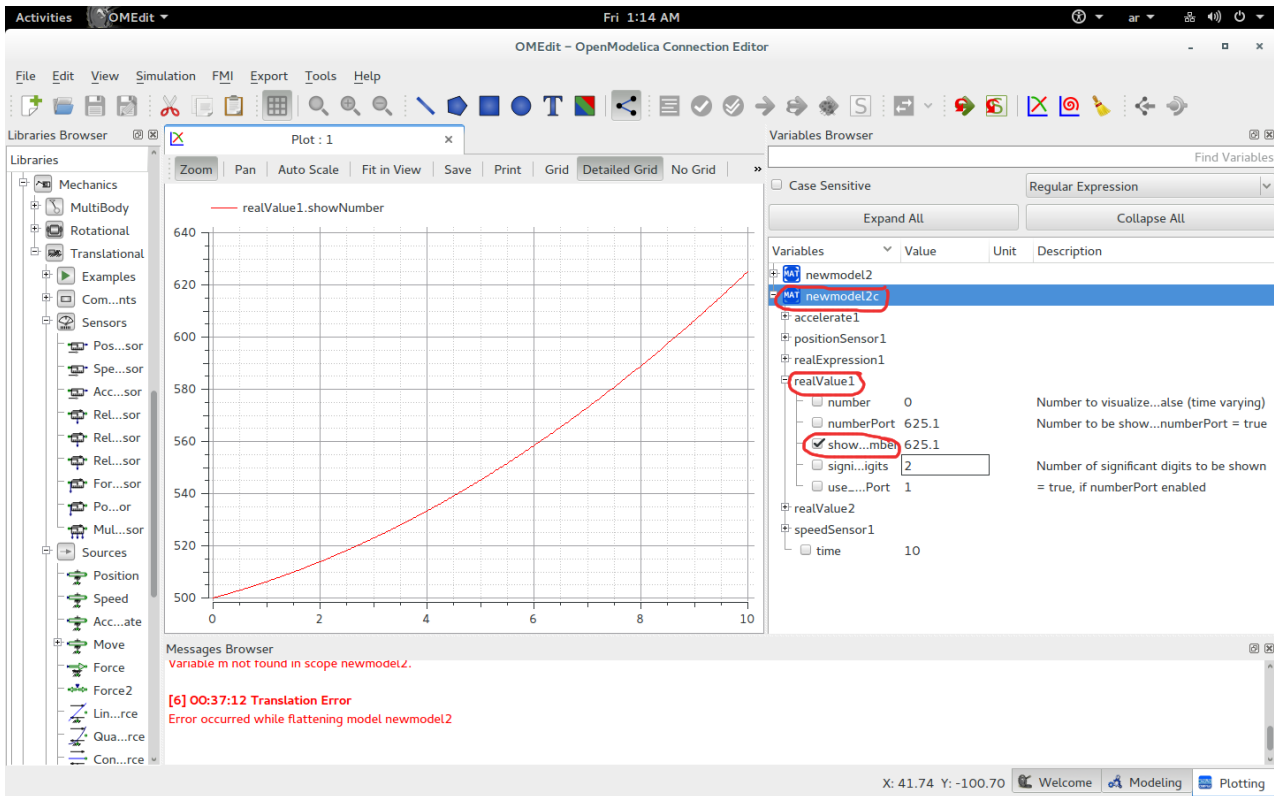 Activities OMEdit Fri 1:14 AM ar
OMEdit - OpenModelica Connection Editor
File Edit View Simulation FMI Export Tools Help
T S S
Libraries Browser
Libraries
Mechanics
MultiBody
Rotational
Translational
Examples
Com...nts
Sensors
Pos...sor
Spe...sor
Acc...sor
Rel...sor
Rel...sor
Rel...sor
For...sor
Po...or
Mul...sor
Sources
Position
Speed
Acc...ate
Move
Force
Force2
Lin...rce
Qua...rce
Con...rce
Plot : 1
Zoom Pan Auto Scale Fit in View Save Print Grid Detailed Grid No Grid »
realValue1.showNumber
640
620
600
580
560
540
520
500
0 2 4 6 8 10
Messages Browser
Variable m not found in scope newmodel2.
[6] 00:37:12 Translation Error
Error occurred while flattening model newmodel2
Variables Browser
Find Variables
Case Sensitive Regular Expression
Expand All Collapse All
Variables Value Unit Description
MAT newmodel2
MAT newmodel2c
accelerate1
positionSensor1
realExpression1
realValue1
number 0 Number to visualize...alse (time varying)
numberPort 625.1 Number to be show...numberPort = true
show...mber 625.1
signi...igits 2 Number of significant digits to be shown
use_...Port 1 = true, if numberPort enabled
realValue2
speedSensor1
time 10
X: 41.74 Y: -100.70 Welcome Modeling Plotting